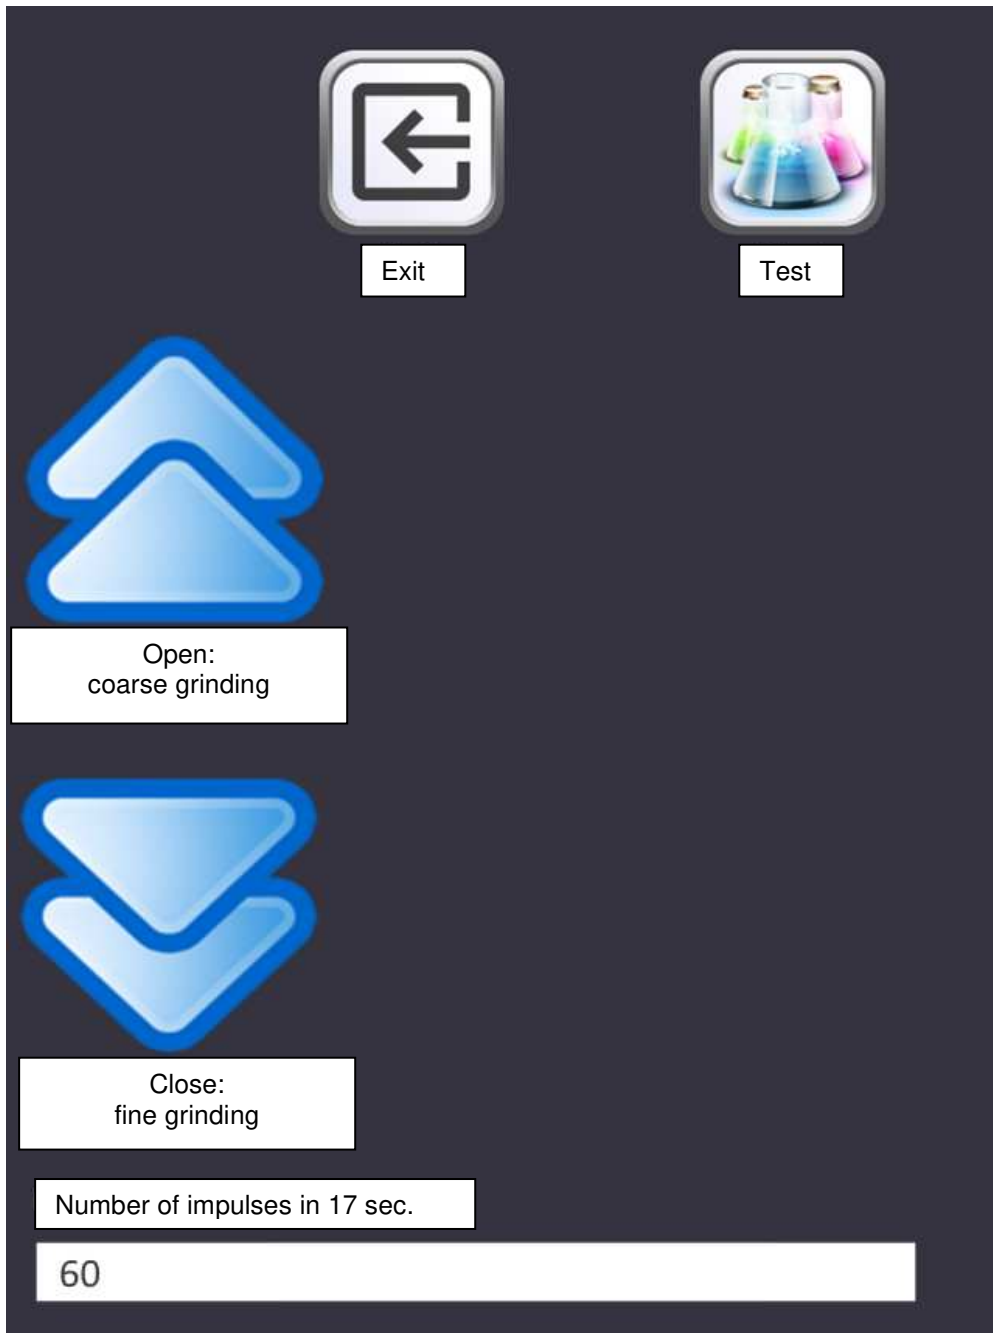 Exit
Test
Open:
coarse grinding
Close:
fine grinding
Number of impulses in 17 sec.
60